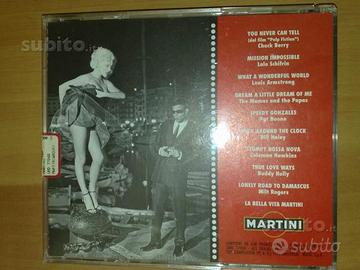 subito.it
YOU NEVER CAN TELL
(dal film "Pulp Fiction")
Chuck Berry
MISSION IMPOSSIBLE
Lalo Schifrin
WHAT A WONDERFUL WORLD
Louis Armstrong
DREAM A LITTLE DREAM OF ME
The Mamas and the Papas
SPEEDY GONZALES
Pat Boone
ROCK AROUND THE CLOCK
Bill Haley
STUMPY BOSSA NOVA
Coleman Hawkins
TRUE LOVE WAYS
Buddy Holly
LONELY ROAD TO DAMASCUS
Milt Rogers
LA BELLA VITA MARTINI
MARTINI
subito.it